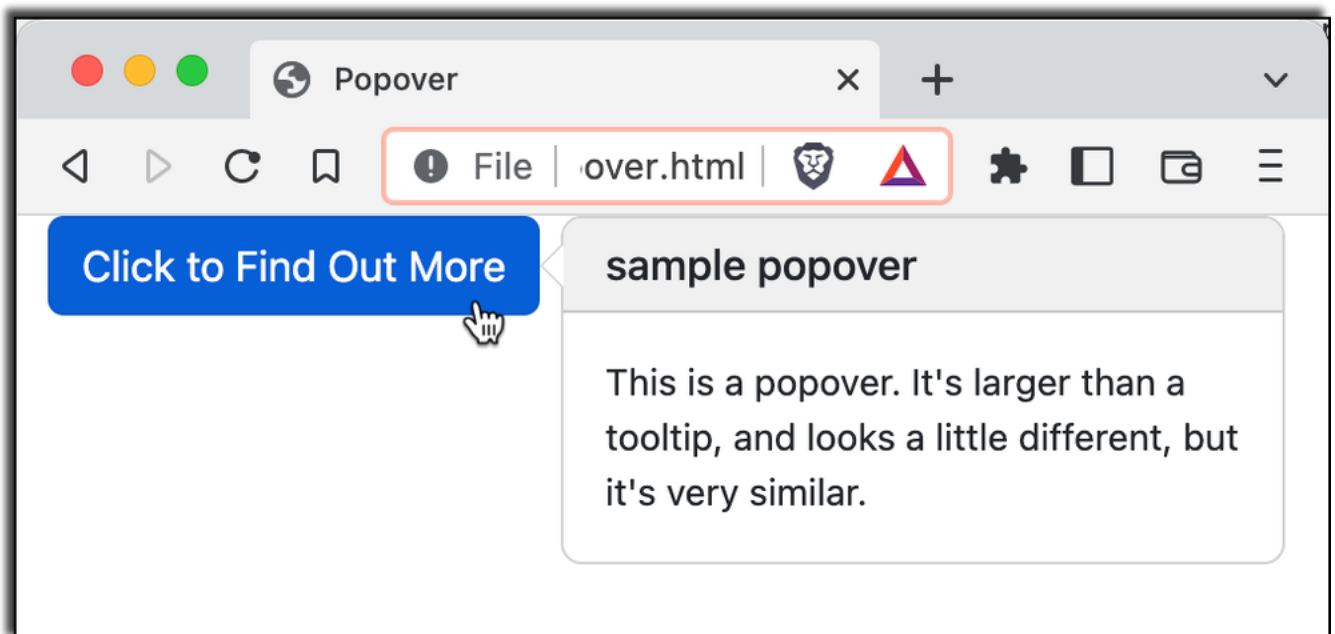 Popover
File
over.html
Click to Find Out More
sample popover
This is a popover. It's larger than a
tooltip, and looks a little different, but
it's very similar.